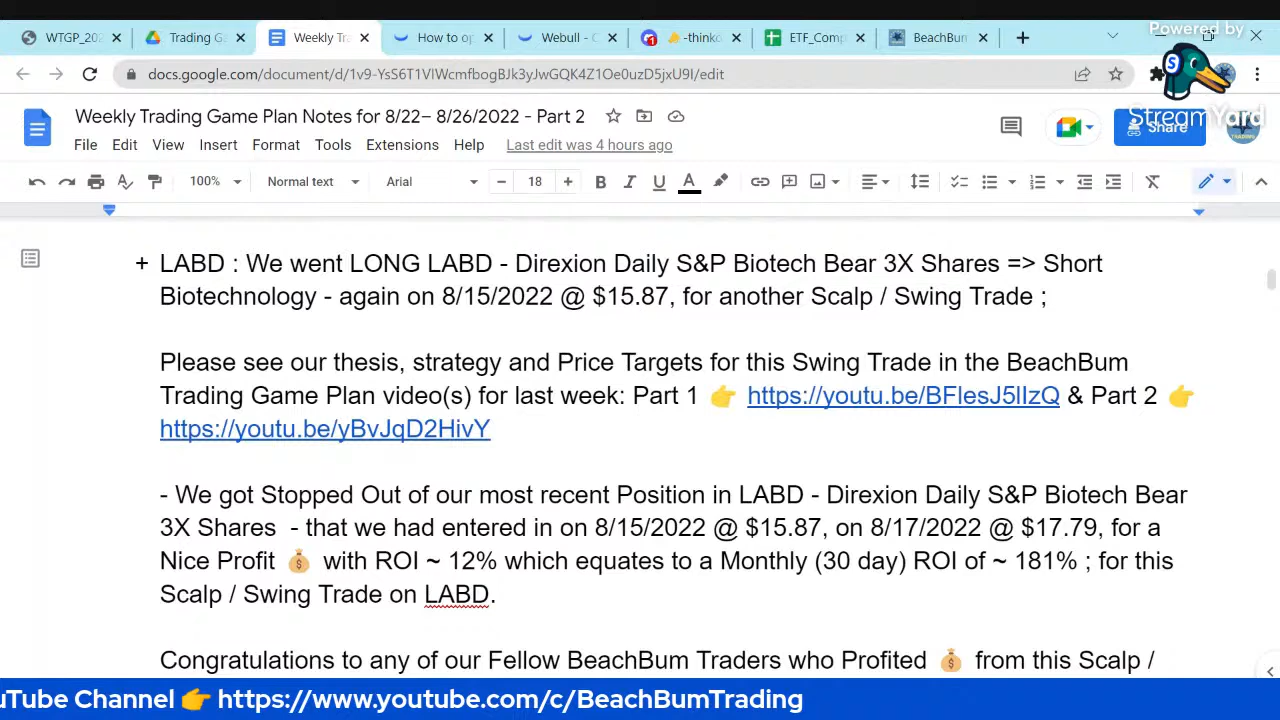 Powered by
StreamYard
WTGP_202
Trading Ga
Weekly Tra
How to op
Webull - C
-thinko
ETF_Comp
BeachBum
docs.google.com/document/d/
/edit
Weekly Trading Game Plan Notes for 8/22– 8/26/2022 - Part 2
Share
File Edit View Insert Format Tools Extensions Help Last edit was 4 hours ago
100% Normal text Arial 18
+ LABD : We went LONG LABD - Direxion Daily S&P Biotech Bear 3X Shares => Short
Biotechnology - again on 8/15/2022 @ $15.87, for another Scalp / Swing Trade ;
Please see our thesis, strategy and Price Targets for this Swing Trade in the BeachBum
Trading Game Plan video(s) for last week: Part 1 👉 https://youtu.be/BFlesJ5lIzQ & Part 2 👉
https://youtu.be/yBvJqD2HivY
- We got Stopped Out of our most recent Position in LABD - Direxion Daily S&P Biotech Bear
3X Shares - that we had entered in on 8/15/2022 @ $15.87, on 8/17/2022 @ $17.79, for a
Nice Profit 💰 with ROI ~ 12% which equates to a Monthly (30 day) ROI of ~ 181% ; for this
Scalp / Swing Trade on LABD.
Congratulations to any of our Fellow BeachBum Traders who Profited 💰 from this Scalp /
uTube Channel 👉 https://www.youtube.com/c/BeachBumTrading